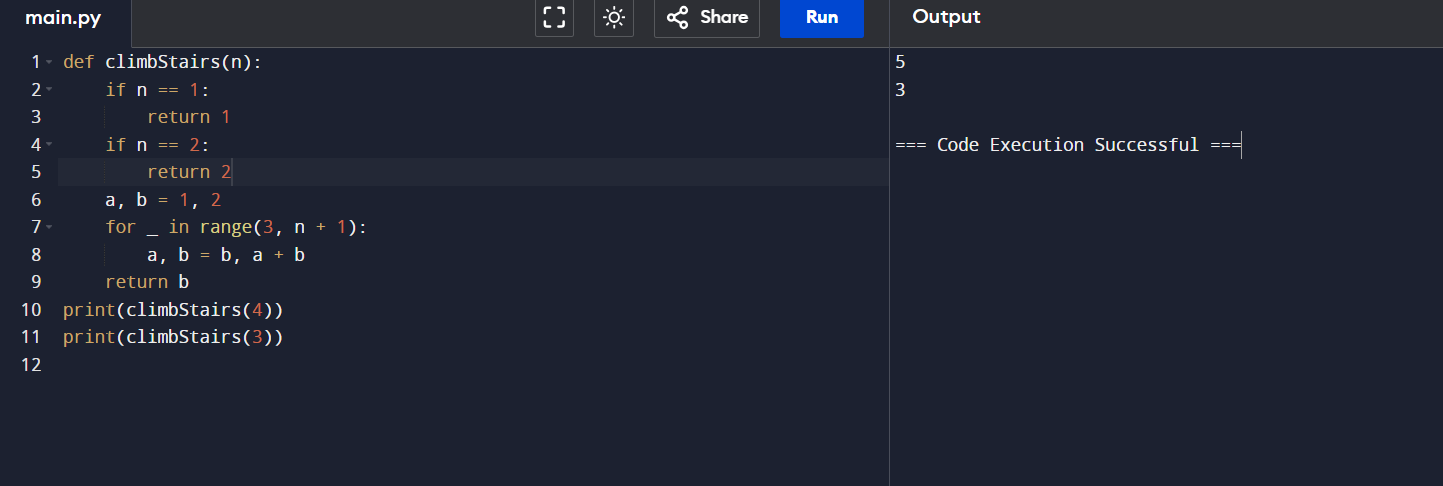 main.py
Share
Run
Output
1 def climbStairs(n):
2     if n == 1:
3         return 1
4     if n == 2:
5         return 2
6     a, b = 1, 2
7     for _ in range(3, n + 1):
8         a, b = b, a + b
9     return b
10 print(climbStairs(4))
11 print(climbStairs(3))
12
5
3
=== Code Execution Successful ===